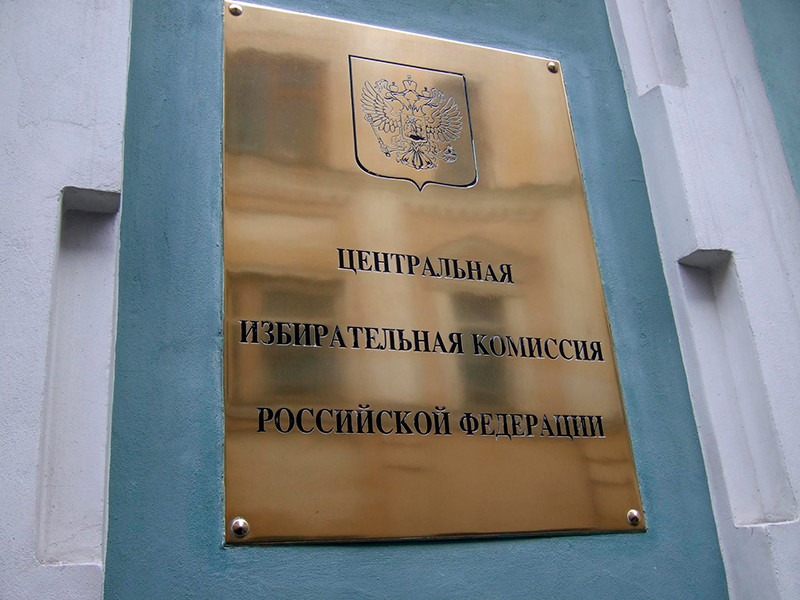 ЦЕНТРАЛЬНАЯ
ИЗБИРАТЕЛЬНАЯ КОМИССИЯ
РОССИЙСКОЙ ФЕДЕРАЦИИ